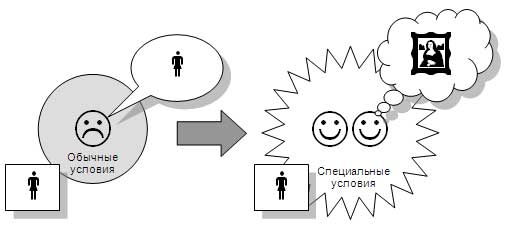 Обычные
условия
Специальные
условия